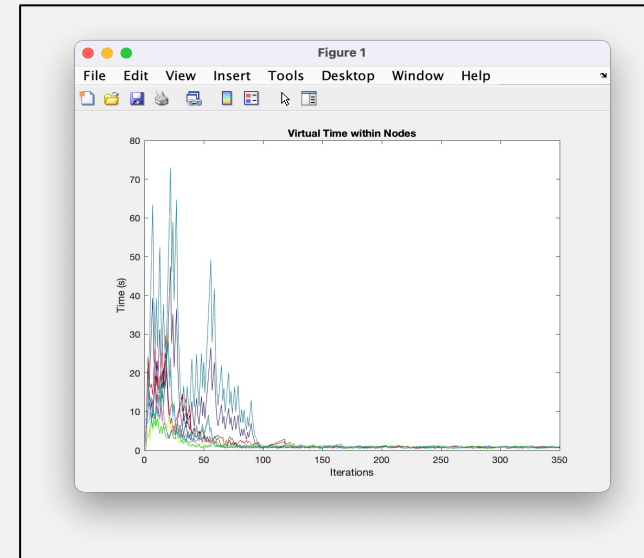 Figure 1
File Edit View Insert Tools Desktop Window Help
Virtual Time within Nodes
80
70
60
50
40
30
20
10
0
Time (s)
0 50 100 150 200 250 300 350
Iterations